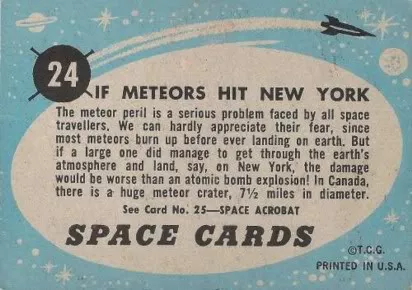 24
IF METEORS HIT NEW YORK
The meteor peril is a serious problem faced by all space
travellers. We can hardly appreciate their fear, since
most meteors burn up before ever landing on earth. But
if a large one did manage to get through the earth's
atmosphere and land, say, on New York, the damage
would be worse than an atomic bomb explosion! In Canada,
there is a huge meteor crater, 7½ miles in diameter.
See Card No. 25—SPACE ACROBAT
SPACE CARDS
©T.C.G.
PRINTED IN U.S.A.